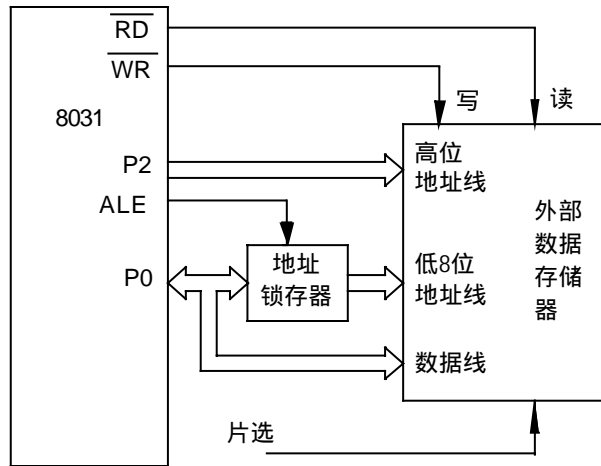 RD
WR
写
读
8031
P2
高位
地址线
ALE
外部
数据
存储
器
P0
地址
锁存器
低8位
地址线
数据线
片选